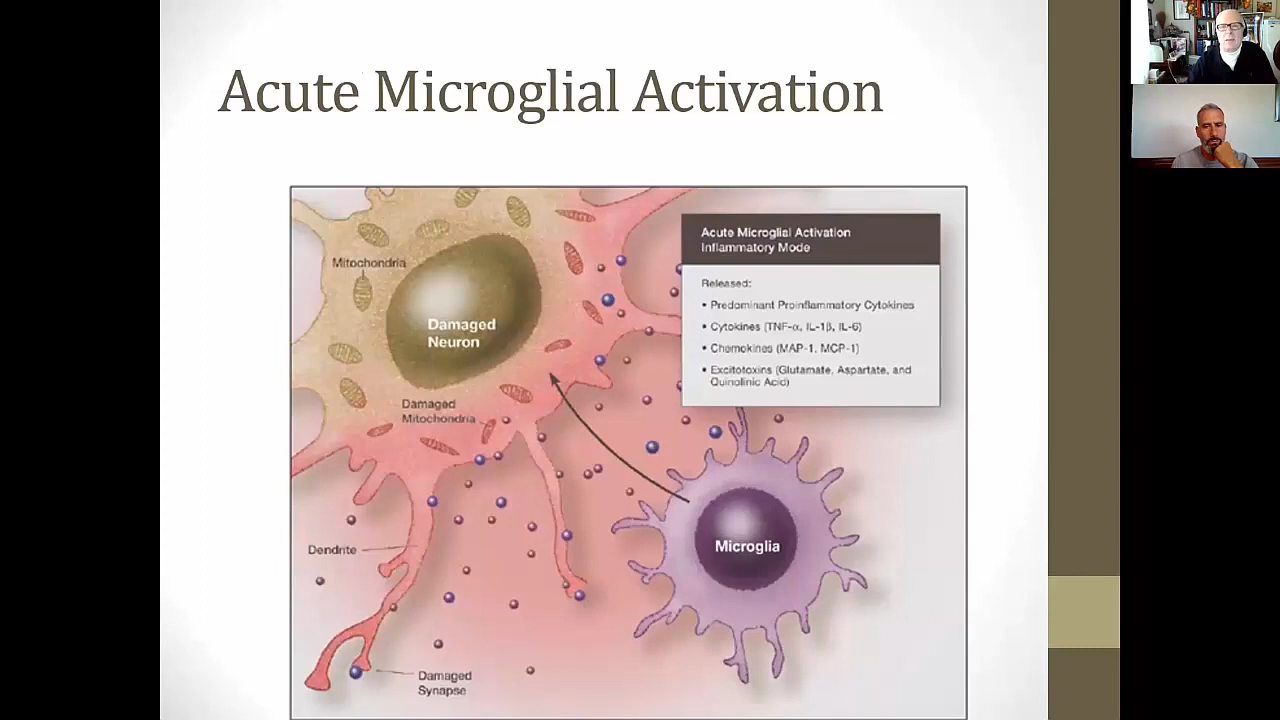 Acute Microglial Activation
Acute Microglial Activation
Inflammatory Mode
Released:
• Predominant Proinflammatory Cytokines
• Cytokines (TNF-α, IL-1β, IL-6)
• Chemokines (MAP-1, MCP-1)
• Excitotoxins (Glutamate, Aspartate, and
Quinolinic Acid)
Mitochondria
Damaged
Neuron
Damaged
Mitochondria
Microglia
Dendrite
Damaged
Synapse